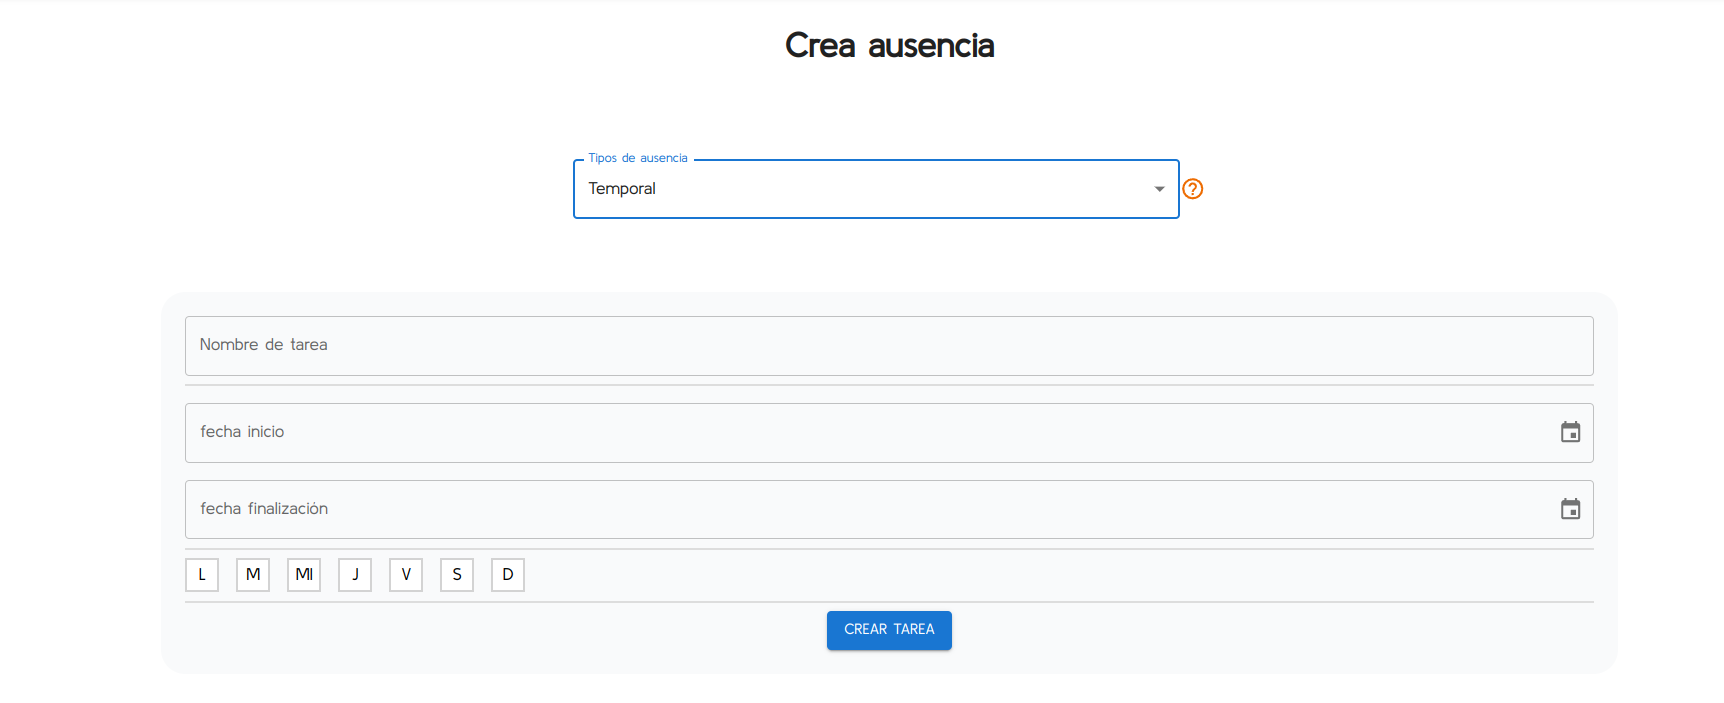 Crea ausencia
Tipos de ausencia
Temporal
Nombre de tarea
fecha inicio
fecha finalización
L M MI J V S D
CREAR TAREA